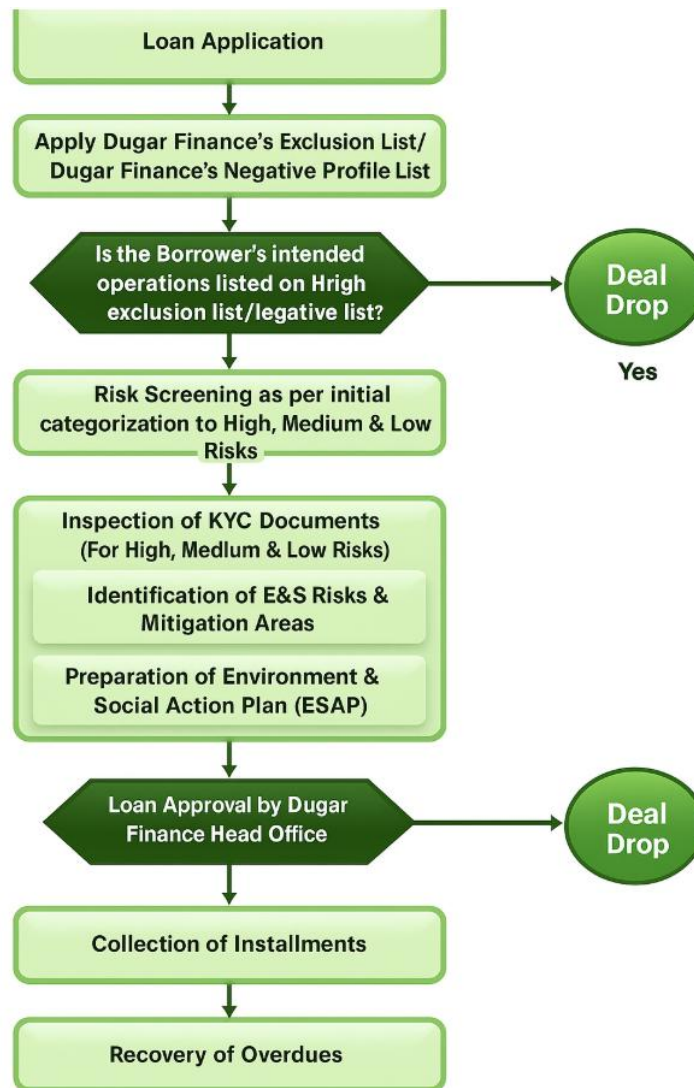 Loan Application
Apply Dugar Finance's Exclusion List/
Dugar Finance's Negative Profile List
Is the Borrower's intended
operations listed on Hrigh
exclusion list/legative list?
Deal
Drop
Yes
Risk Screening as per initial
categorization to High, Medium & Low
Risks
Inspection of KYC Documents
(For High, Medlum & Low Risks)
Identification of E&S Risks &
Mitigation Areas
Preparation of Environment &
Social Action Plan (ESAP)
Loan Approval by Dugar
Finance Head Office
Deal
Drop
Collection of Installments
Recovery of Overdues